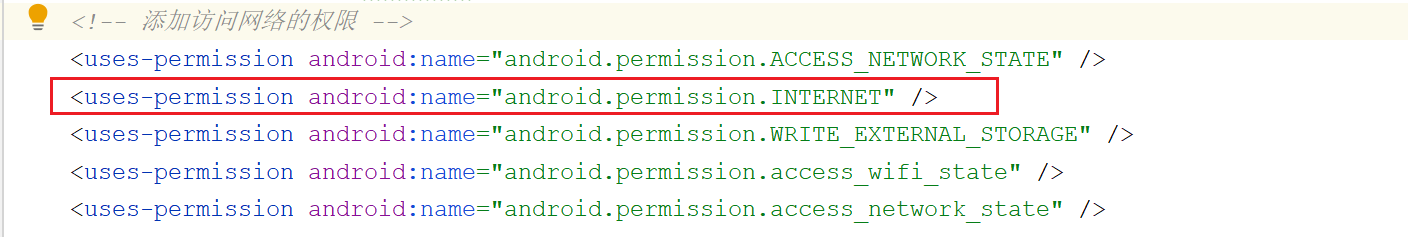 <!-- 添加访问网络的权限 -->
<uses-permission android:name="android.permission.ACCESS_NETWORK_STATE" />
<uses-permission android:name="android.permission.INTERNET" />
<uses-permission android:name="android.permission.WRITE_EXTERNAL_STORAGE" />
<uses-permission android:name="android.permission.access_wifi_state" />
<uses-permission android:name="android.permission.access_network_state" />